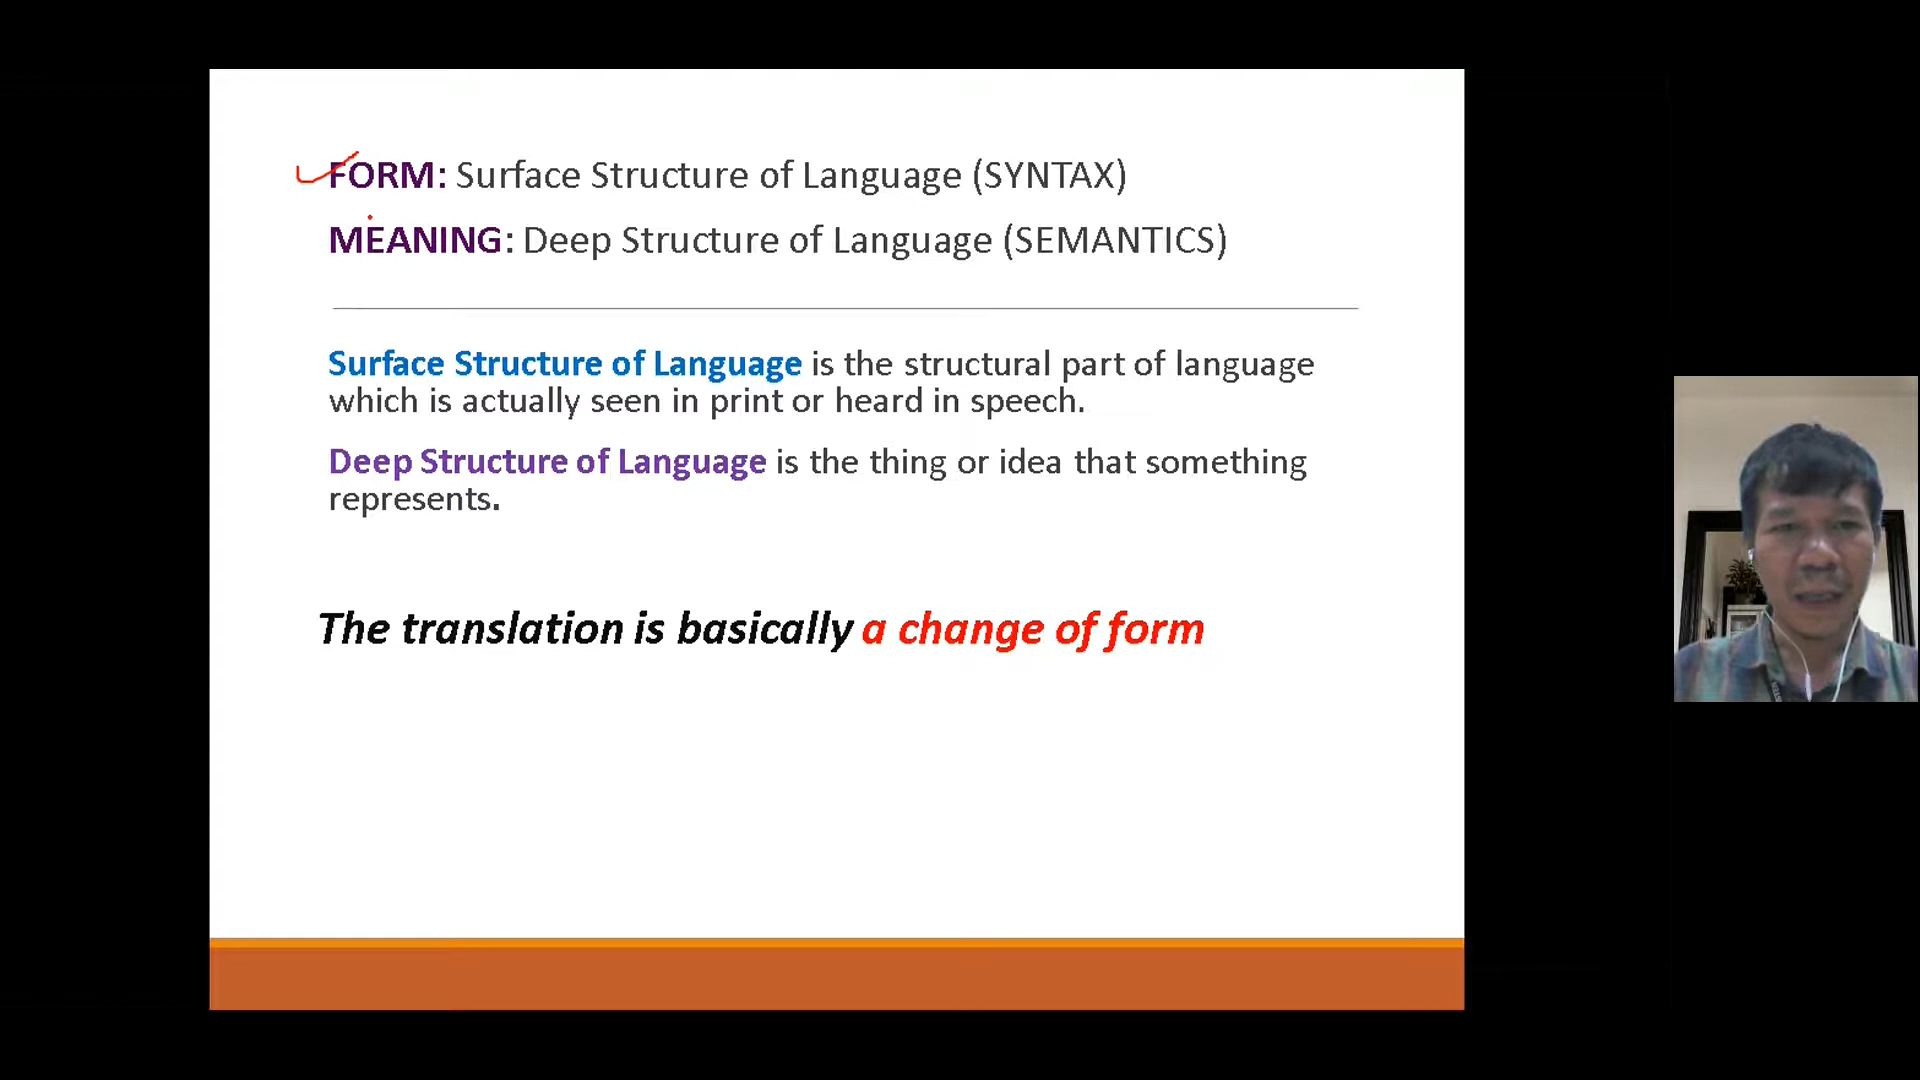 FORM: Surface Structure of Language (SYNTAX)
MEANING: Deep Structure of Language (SEMANTICS)
Surface Structure of Language is the structural part of language
which is actually seen in print or heard in speech.
Deep Structure of Language is the thing or idea that something
represents.
The translation is basically a change of form